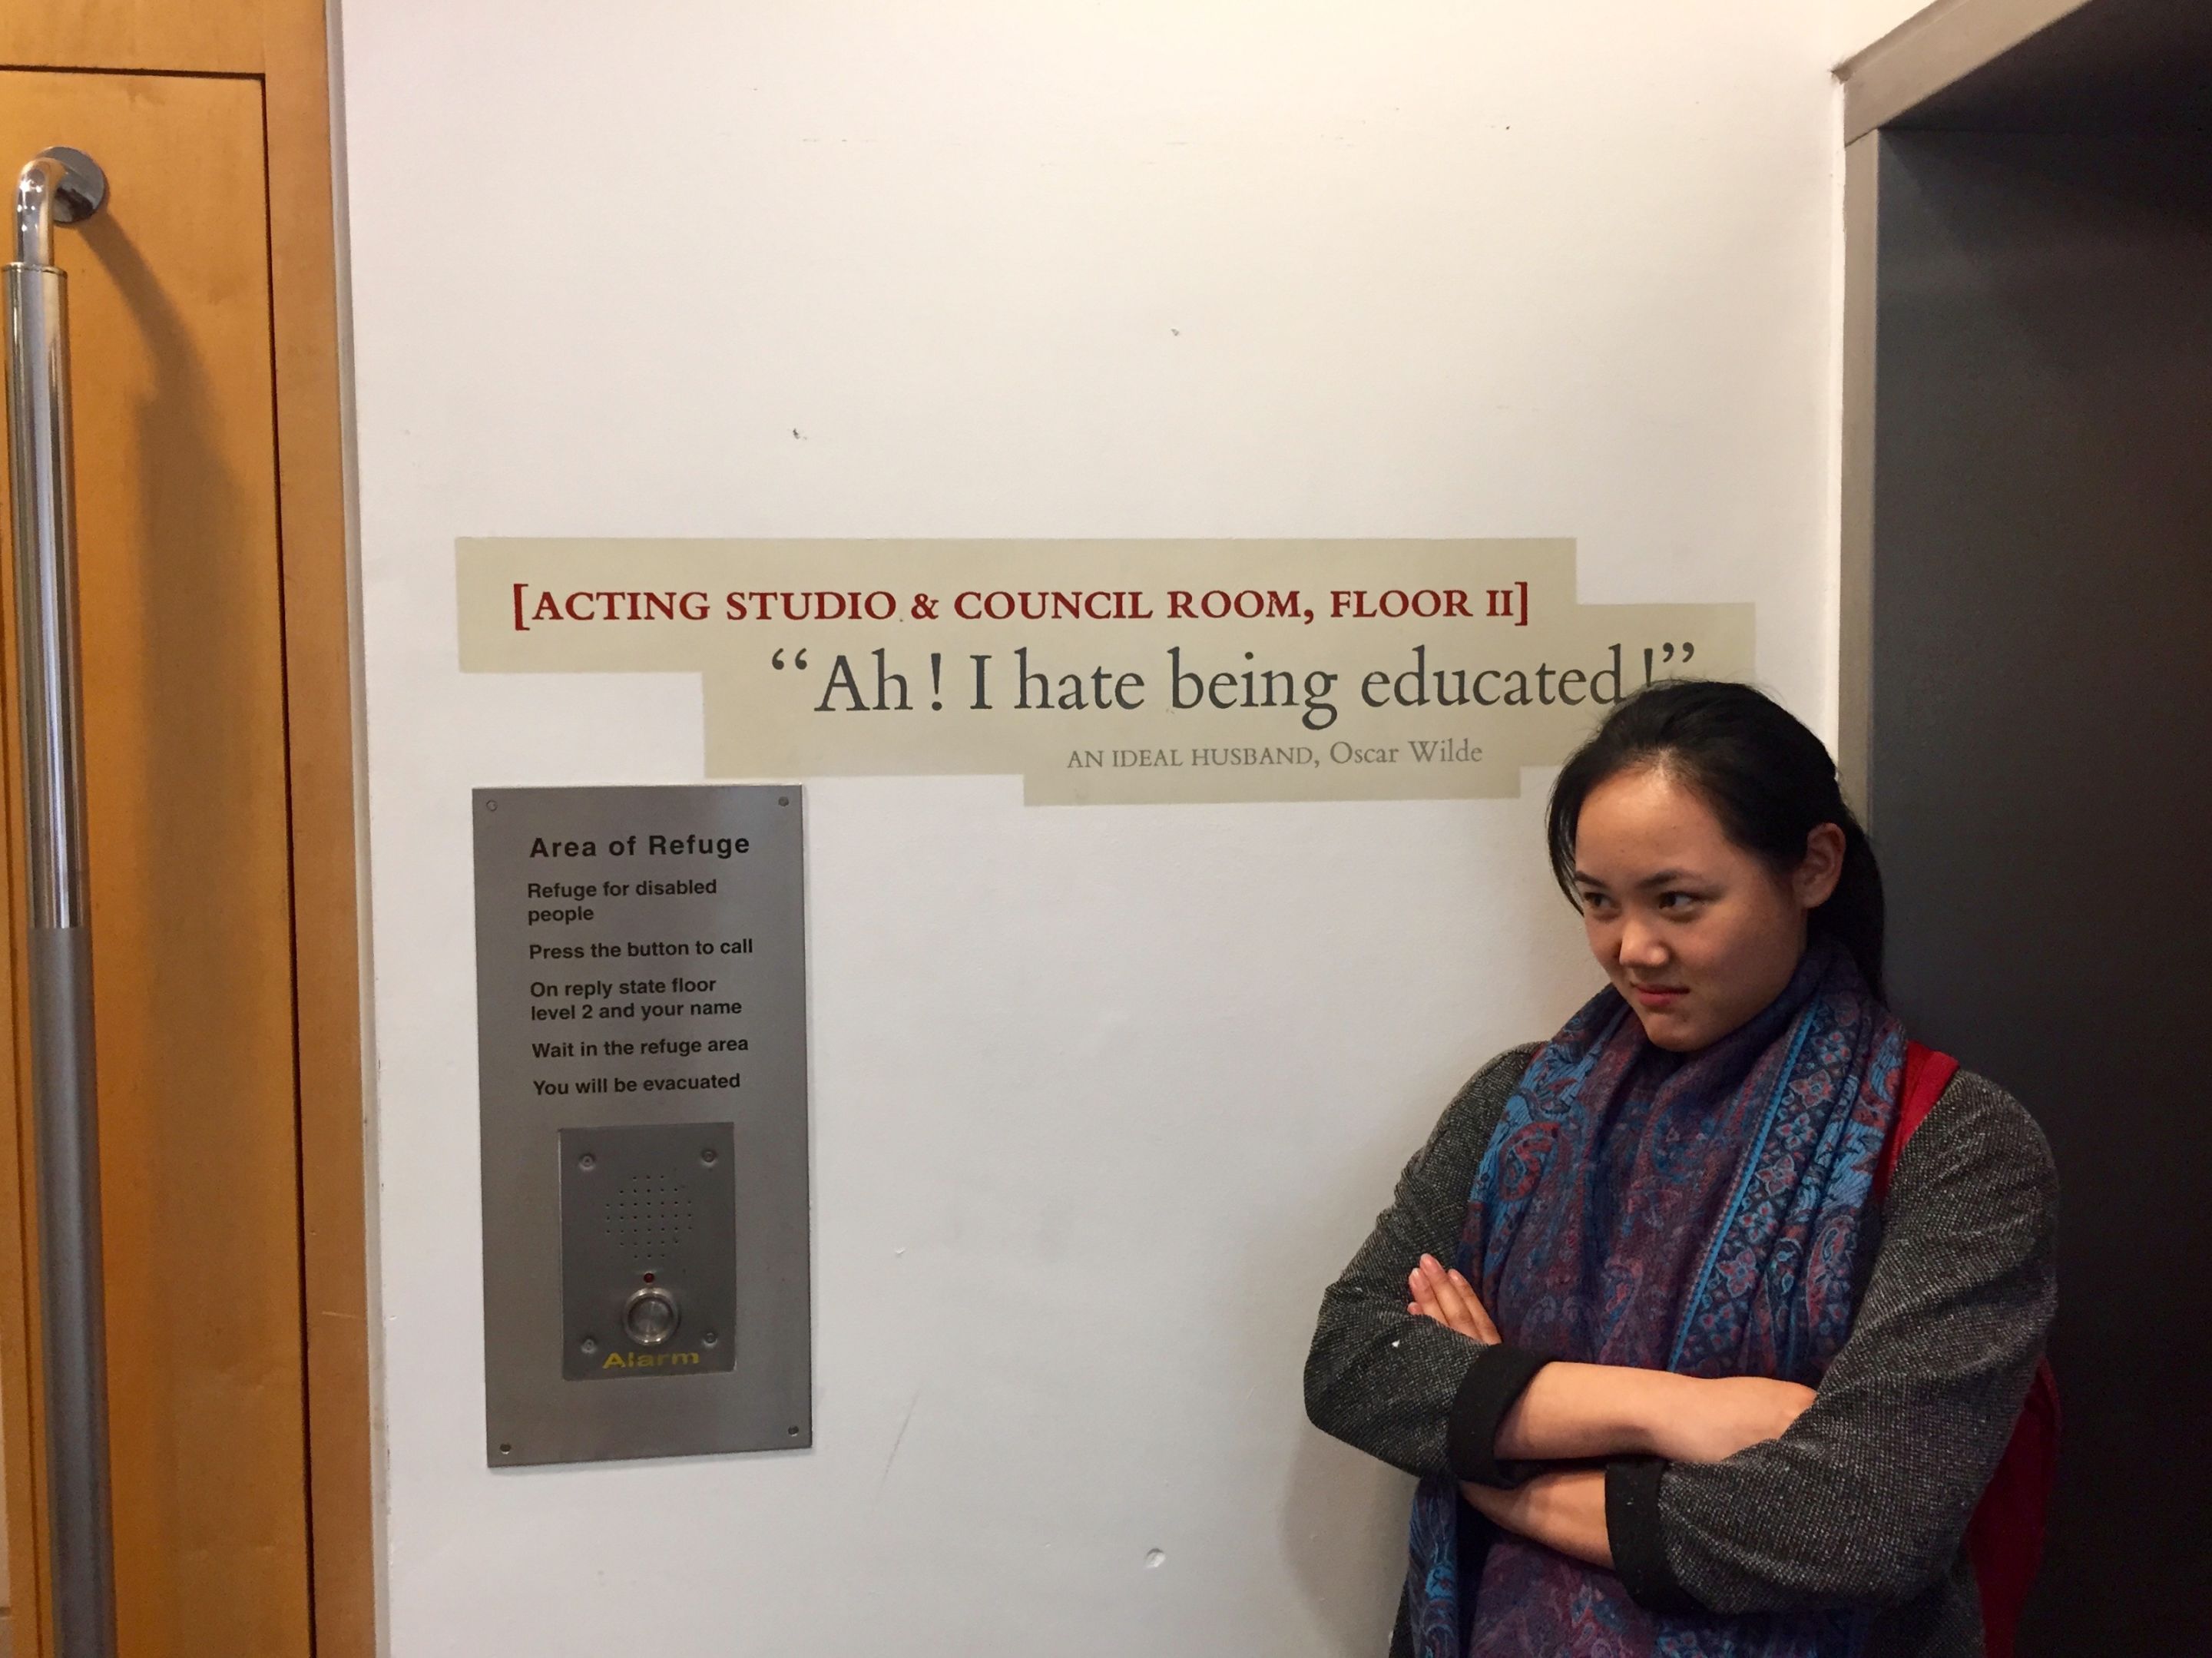 [ACTING STUDIO & COUNCIL ROOM, FLOOR II]
“Ah! I hate being educated!”
AN IDEAL HUSBAND, Oscar Wilde
Area of Refuge
Refuge for disabled
people
Press the button to call
On reply state floor
level 2 and your name
Wait in the refuge area
You will be evacuated
Alarm